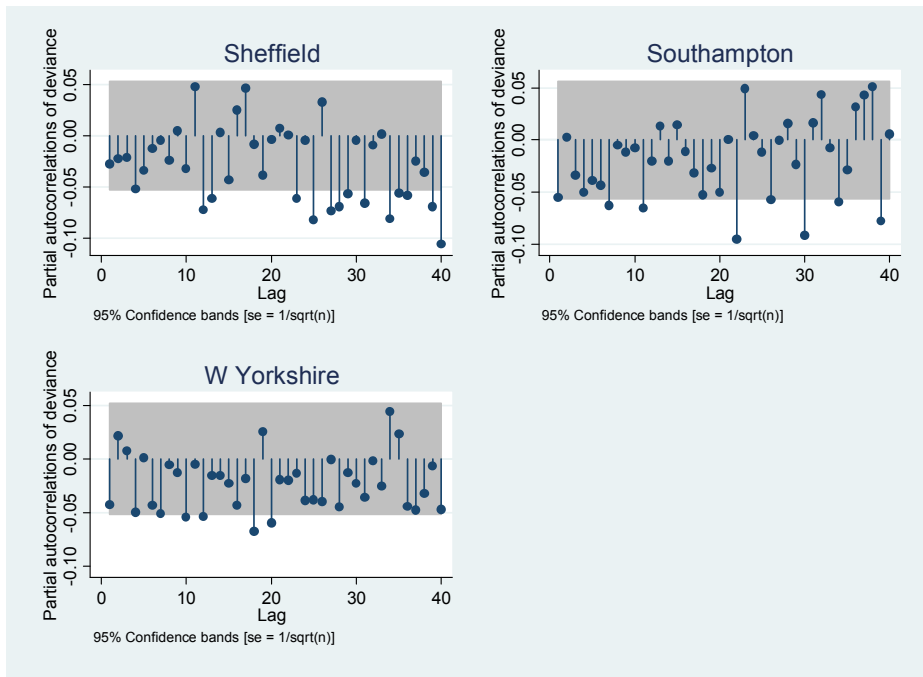 Sheffield
Partial autocorrelations of deviance
0.05
0.00
-0.05
-0.10
0 10 20 30 40
Lag
95% Confidence bands [se = 1/sqrt(n)]
Southampton
Partial autocorrelations of deviance
0.05
0.00
-0.05
-0.10
0 10 20 30 40
Lag
95% Confidence bands [se = 1/sqrt(n)]
W Yorkshire
Partial autocorrelations of deviance
0.05
0.00
-0.05
-0.10
0 10 20 30 40
Lag
95% Confidence bands [se = 1/sqrt(n)]